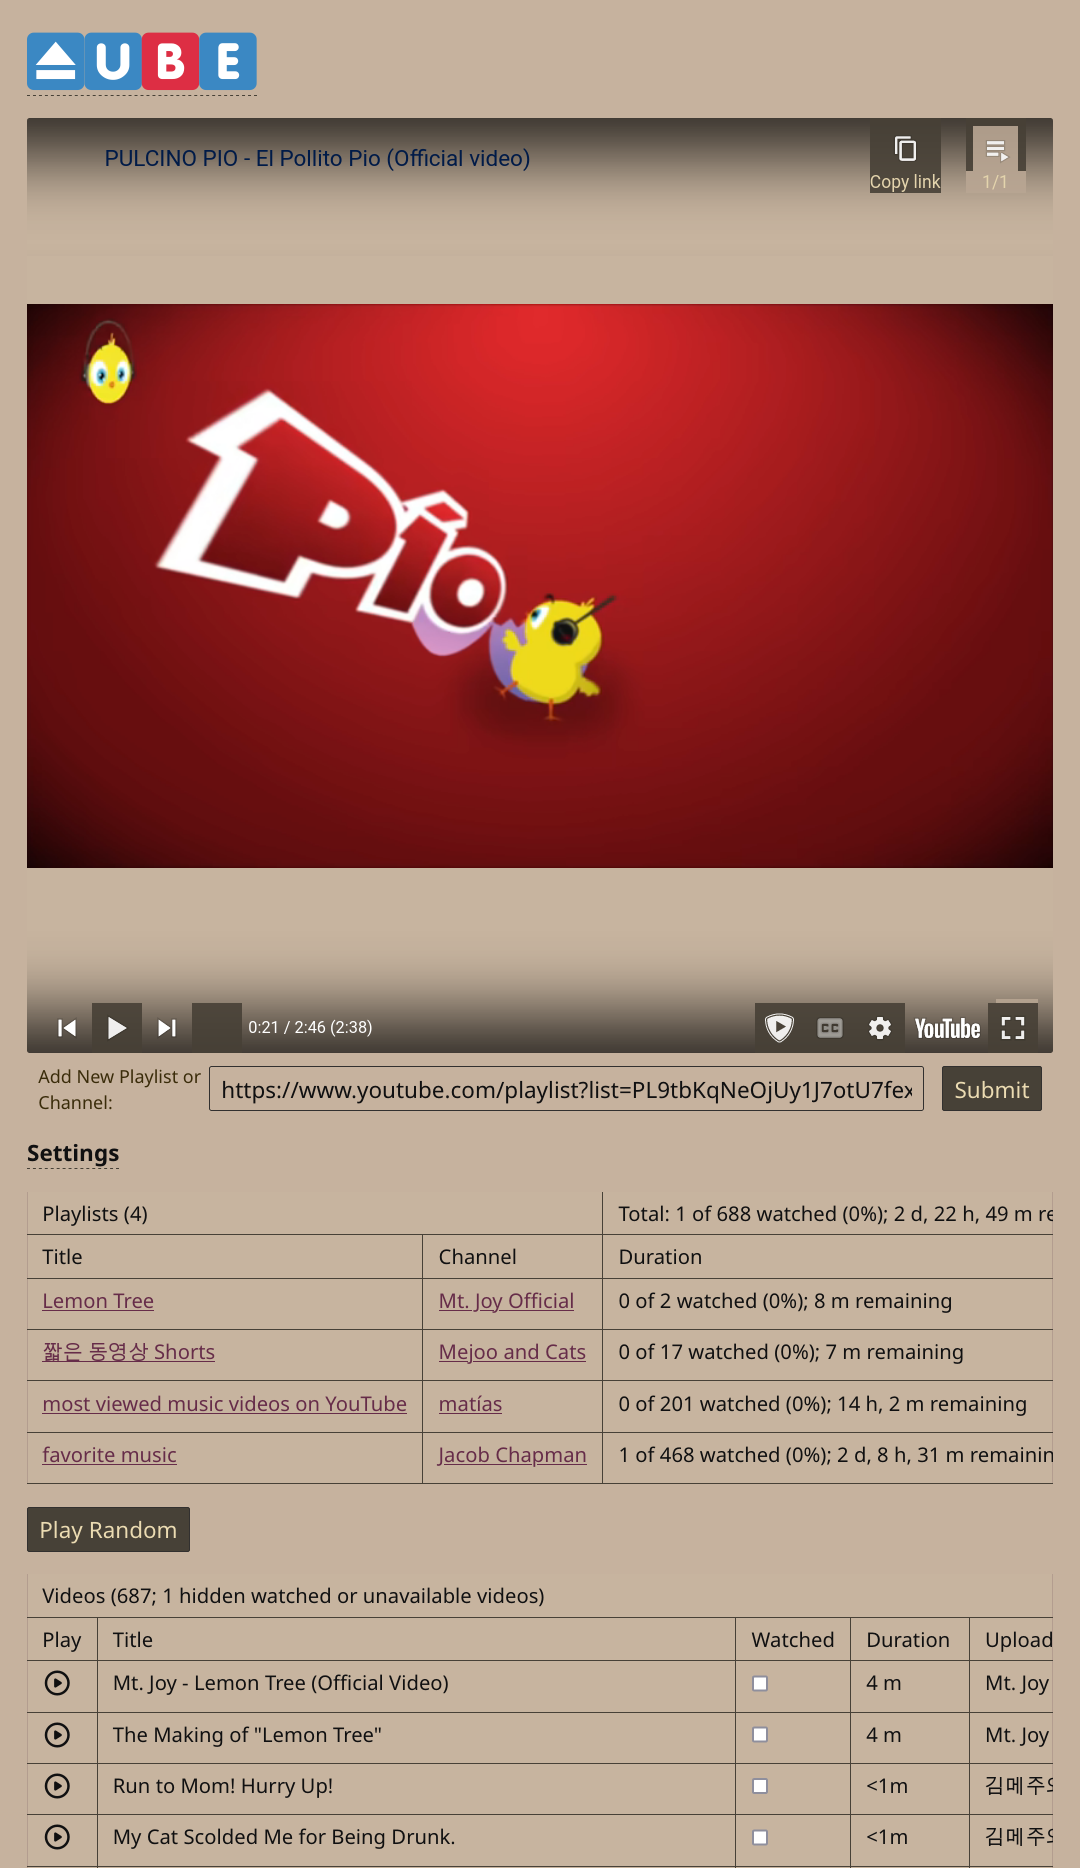 UBE
PULCINO PIO - El Pollito Pio (Official video)
Copy link
1/1
Pio
0:21 / 2:46 (2:38)
CC
YouTube
Add New Playlist or
Channel:
https://www.youtube.com/playlist?list=PL9tbKqNeOjUy1J7otU7fex
Submit
Settings
Playlists (4) Total: 1 of 688 watched (0%); 2 d, 22 h, 49 m re
Title Channel Duration
Lemon Tree Mt. Joy Official 0 of 2 watched (0%); 8 m remaining
짧은 동영상 Shorts Mejoo and Cats 0 of 17 watched (0%); 7 m remaining
most viewed music videos on YouTube matías 0 of 201 watched (0%); 14 h, 2 m remaining
favorite music Jacob Chapman 1 of 468 watched (0%); 2 d, 8 h, 31 m remainin
Play Random
Videos (687; 1 hidden watched or unavailable videos)
Play Title Watched Duration Upload
Mt. Joy - Lemon Tree (Official Video) 4 m Mt. Joy
The Making of "Lemon Tree" 4 m Mt. Joy
Run to Mom! Hurry Up! <1m 김메주
My Cat Scolded Me for Being Drunk. <1m 김메주